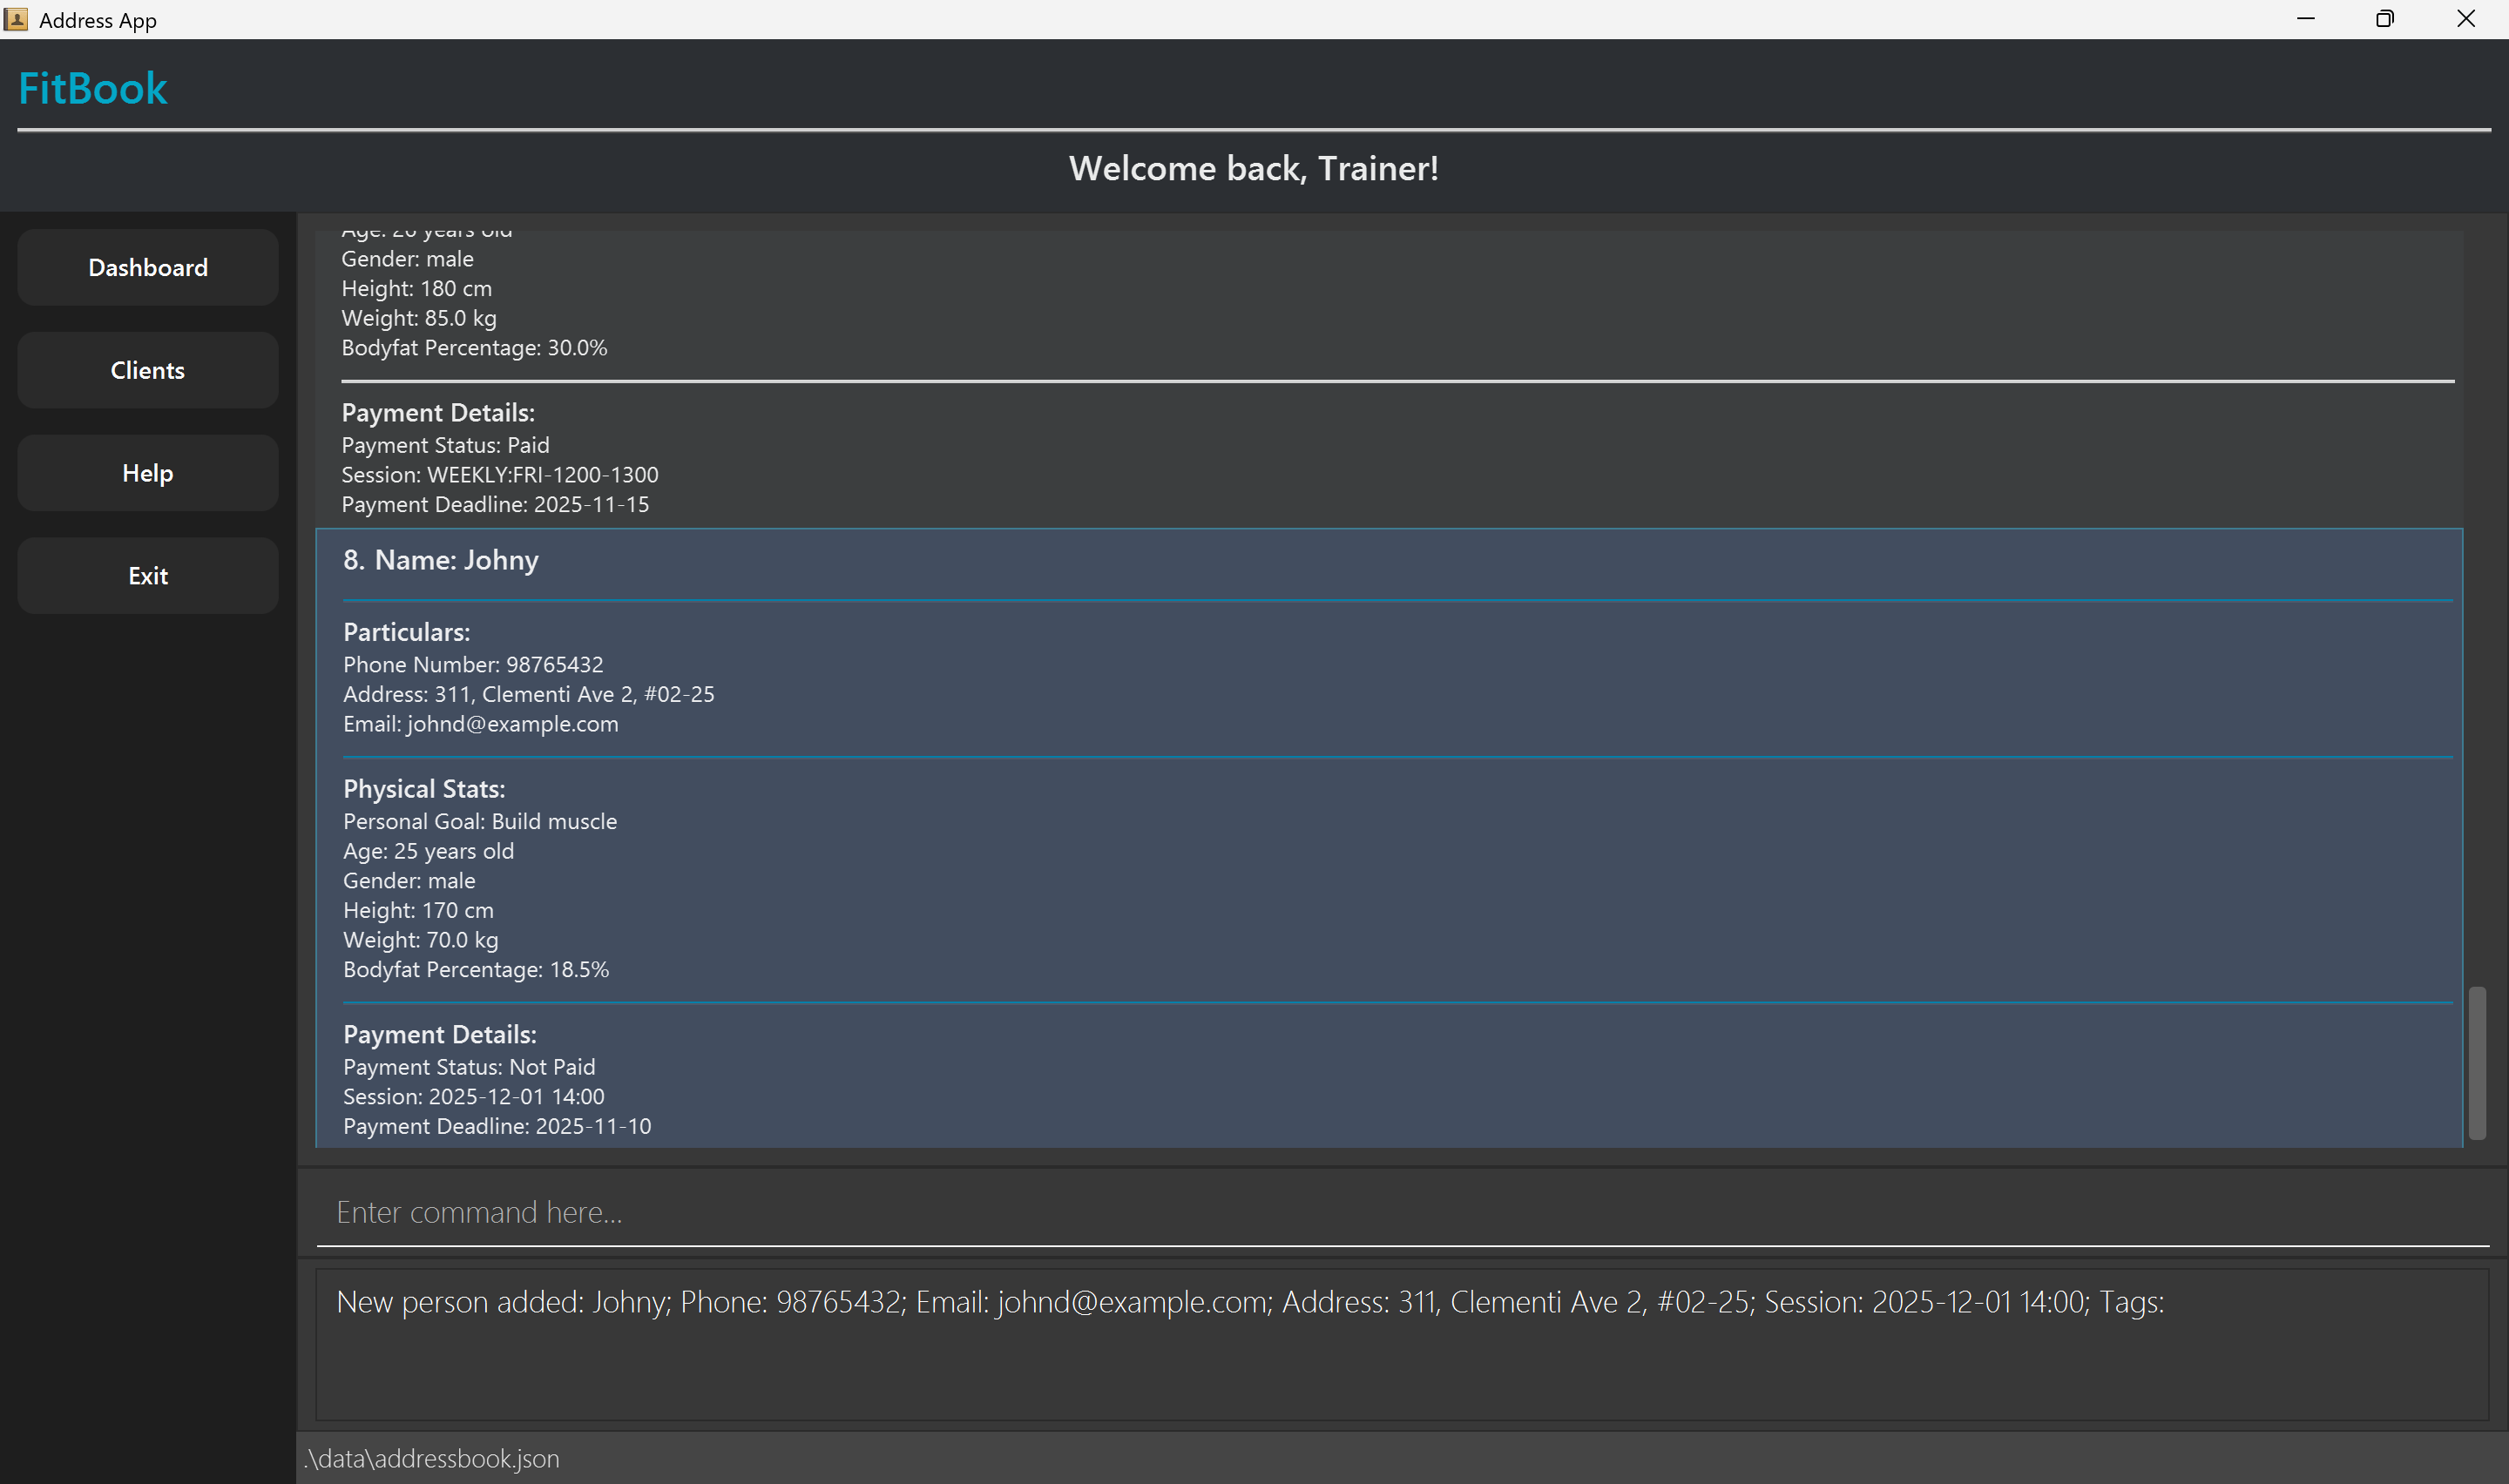 Address App
FitBook
Welcome back, Trainer!
Dashboard
Clients
Help
Exit
Age: 26 years old
Gender: male
Height: 180 cm
Weight: 85.0 kg
Bodyfat Percentage: 30.0%
Payment Details:
Payment Status: Paid
Session: WEEKLY:FRI-1200-1300
Payment Deadline: 2025-11-15
8. Name: Johny
Particulars:
Phone Number: 98765432
Address: 311, Clementi Ave 2, #02-25
Email: johnd@example.com
Physical Stats:
Personal Goal: Build muscle
Age: 25 years old
Gender: male
Height: 170 cm
Weight: 70.0 kg
Bodyfat Percentage: 18.5%
Payment Details:
Payment Status: Not Paid
Session: 2025-12-01 14:00
Payment Deadline: 2025-11-10
Enter command here...
New person added: Johny; Phone: 98765432; Email: johnd@example.com; Address: 311, Clementi Ave 2, #02-25; Session: 2025-12-01 14:00; Tags:
.\data\addressbook.json